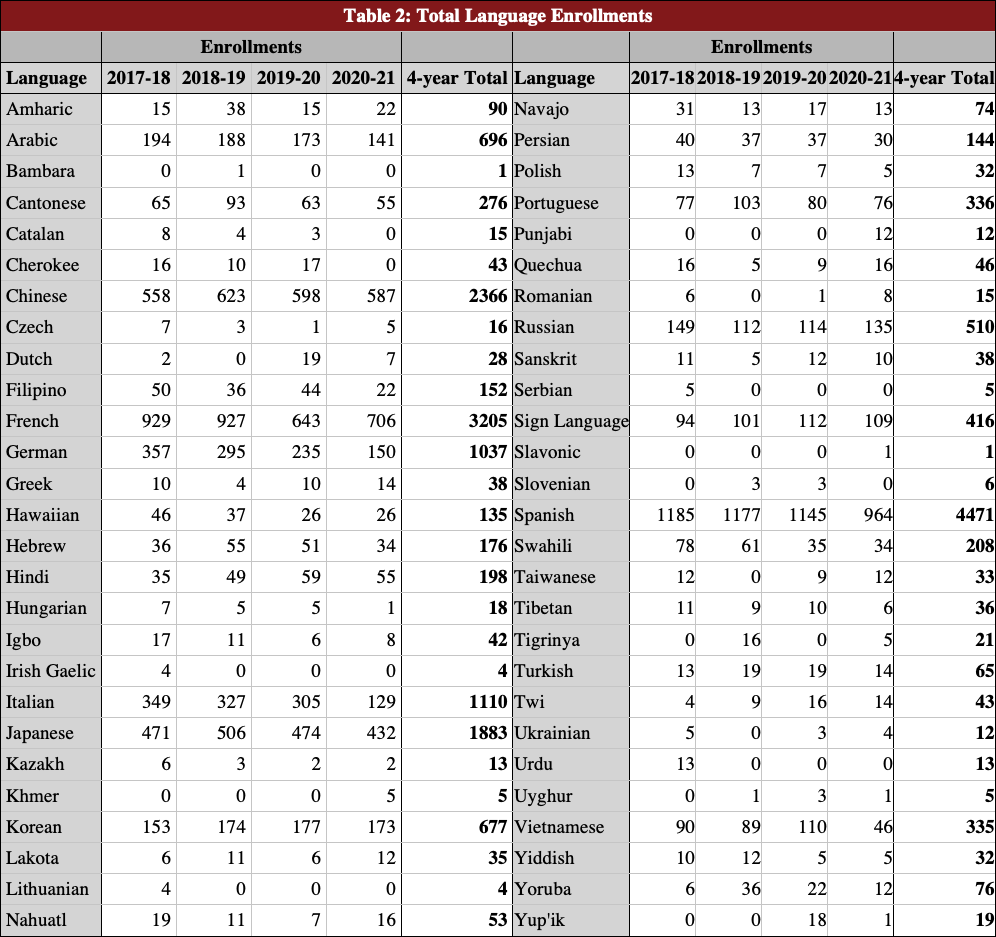 Table 2: Total Language Enrollments
Enrollments Enrollments
Language 2017-18 2018-19 2019-20 2020-21 4-year Total Language 2017-18 2018-19 2019-20 2020-21 4-year Total
Amharic 15 38 15 22 90 Navajo 31 13 17 13 74
Arabic 194 188 173 141 696 Persian 40 37 37 30 144
Bambara 0 1 0 0 1 Polish 13 7 7 5 32
Cantonese 65 93 63 55 276 Portuguese 77 103 80 76 336
Catalan 8 4 3 0 15 Punjabi 0 0 0 12 12
Cherokee 16 10 17 0 43 Quechua 16 5 9 16 46
Chinese 558 623 598 587 2366 Romanian 6 0 1 8 15
Czech 7 3 1 5 16 Russian 149 112 114 135 510
Dutch 2 0 19 7 28 Sanskrit 11 5 12 10 38
Filipino 50 36 44 22 152 Serbian 5 0 0 0 5
French 929 927 643 706 3205 Sign Language 94 101 112 109 416
German 357 295 235 150 1037 Slavonic 0 0 0 1 1
Greek 10 4 10 14 38 Slovenian 0 3 3 0 6
Hawaiian 46 37 26 26 135 Spanish 1185 1177 1145 964 4471
Hebrew 36 55 51 34 176 Swahili 78 61 35 34 208
Hindi 35 49 59 55 198 Taiwanese 12 0 9 12 33
Hungarian 7 5 5 1 18 Tibetan 11 9 10 6 36
Igbo 17 11 6 8 42 Tigrinya 0 16 0 5 21
Irish Gaelic 4 0 0 0 4 Turkish 13 19 19 14 65
Italian 349 327 305 129 1110 Twi 4 9 16 14 43
Japanese 471 506 474 432 1883 Ukrainian 5 0 3 4 12
Kazakh 6 3 2 2 13 Urdu 13 0 0 0 13
Khmer 0 0 0 5 5 Uyghur 0 1 3 1 5
Korean 153 174 177 173 677 Vietnamese 90 89 110 46 335
Lakota 6 11 6 12 35 Yiddish 10 12 5 5 32
Lithuanian 4 0 0 0 4 Yoruba 6 36 22 12 76
Nahuatl 19 11 7 16 53 Yup'ik 0 0 18 1 19